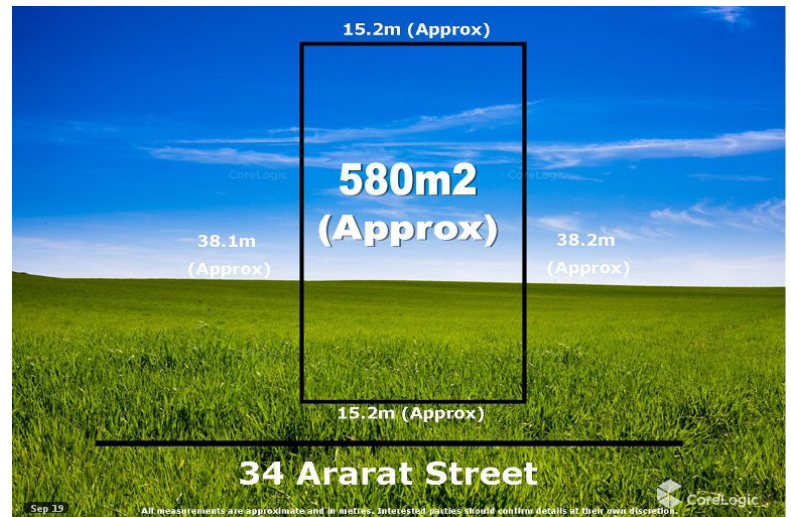 15.2m (Approx)
CoreLogic
CoreLogic
580m2
(Approx)
38.1m
(Approx)
38.2m
(Approx)
CoreLogic
CoreLogic
15.2m (Approx)
34 Ararat Street
CoreLogic
Sep 19
All measurements are approximate and in metres. Interested parties should confirm details at their own discretion.